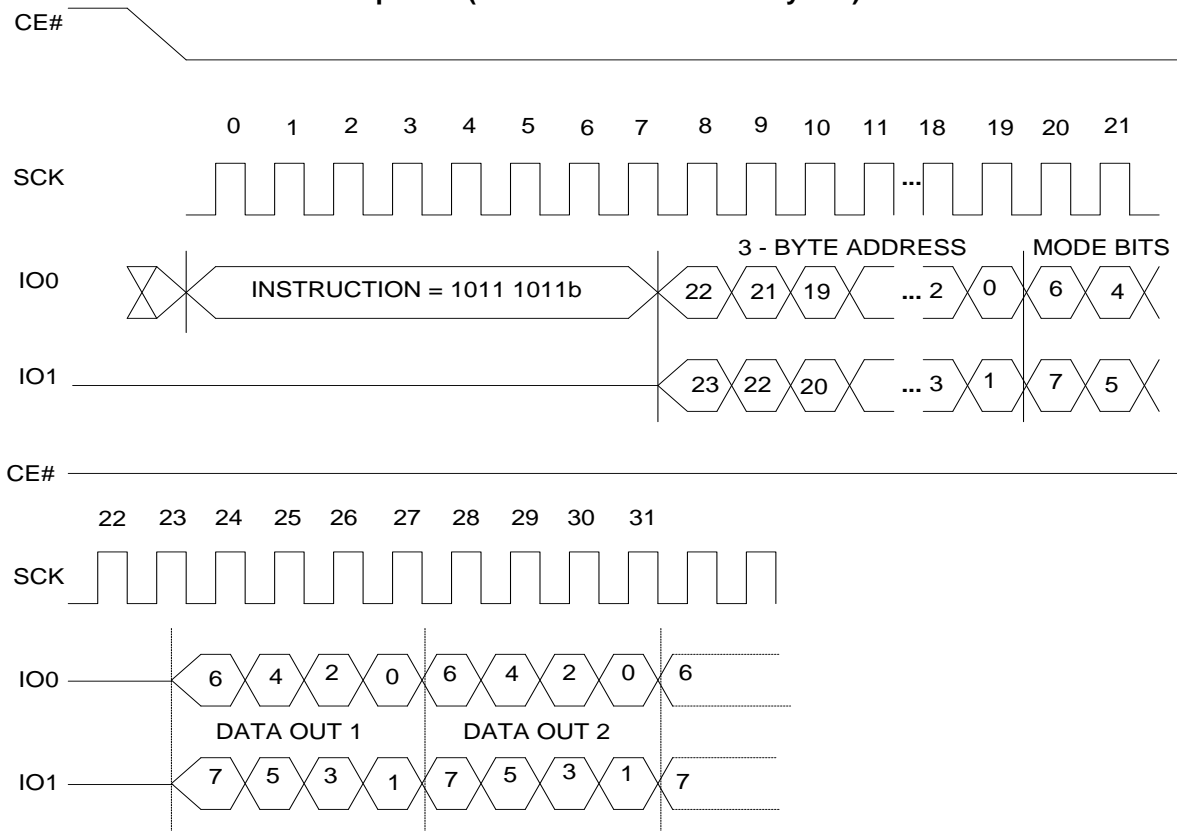 CE#
0 1 2 3 4 5 6 7 8 9 10 11 18 19 20 21
SCK ...
3 - BYTE ADDRESS MODE BITS
IO0 INSTRUCTION = 1011 1011b 22 21 19 ... 2 0 6 4
IO1 23 22 20 ... 3 1 7 5
CE#
22 23 24 25 26 27 28 29 30 31
SCK
IO0 6 4 2 0 6 4 2 0 6
DATA OUT 1 DATA OUT 2
IO1 7 5 3 1 7 5 3 1 7